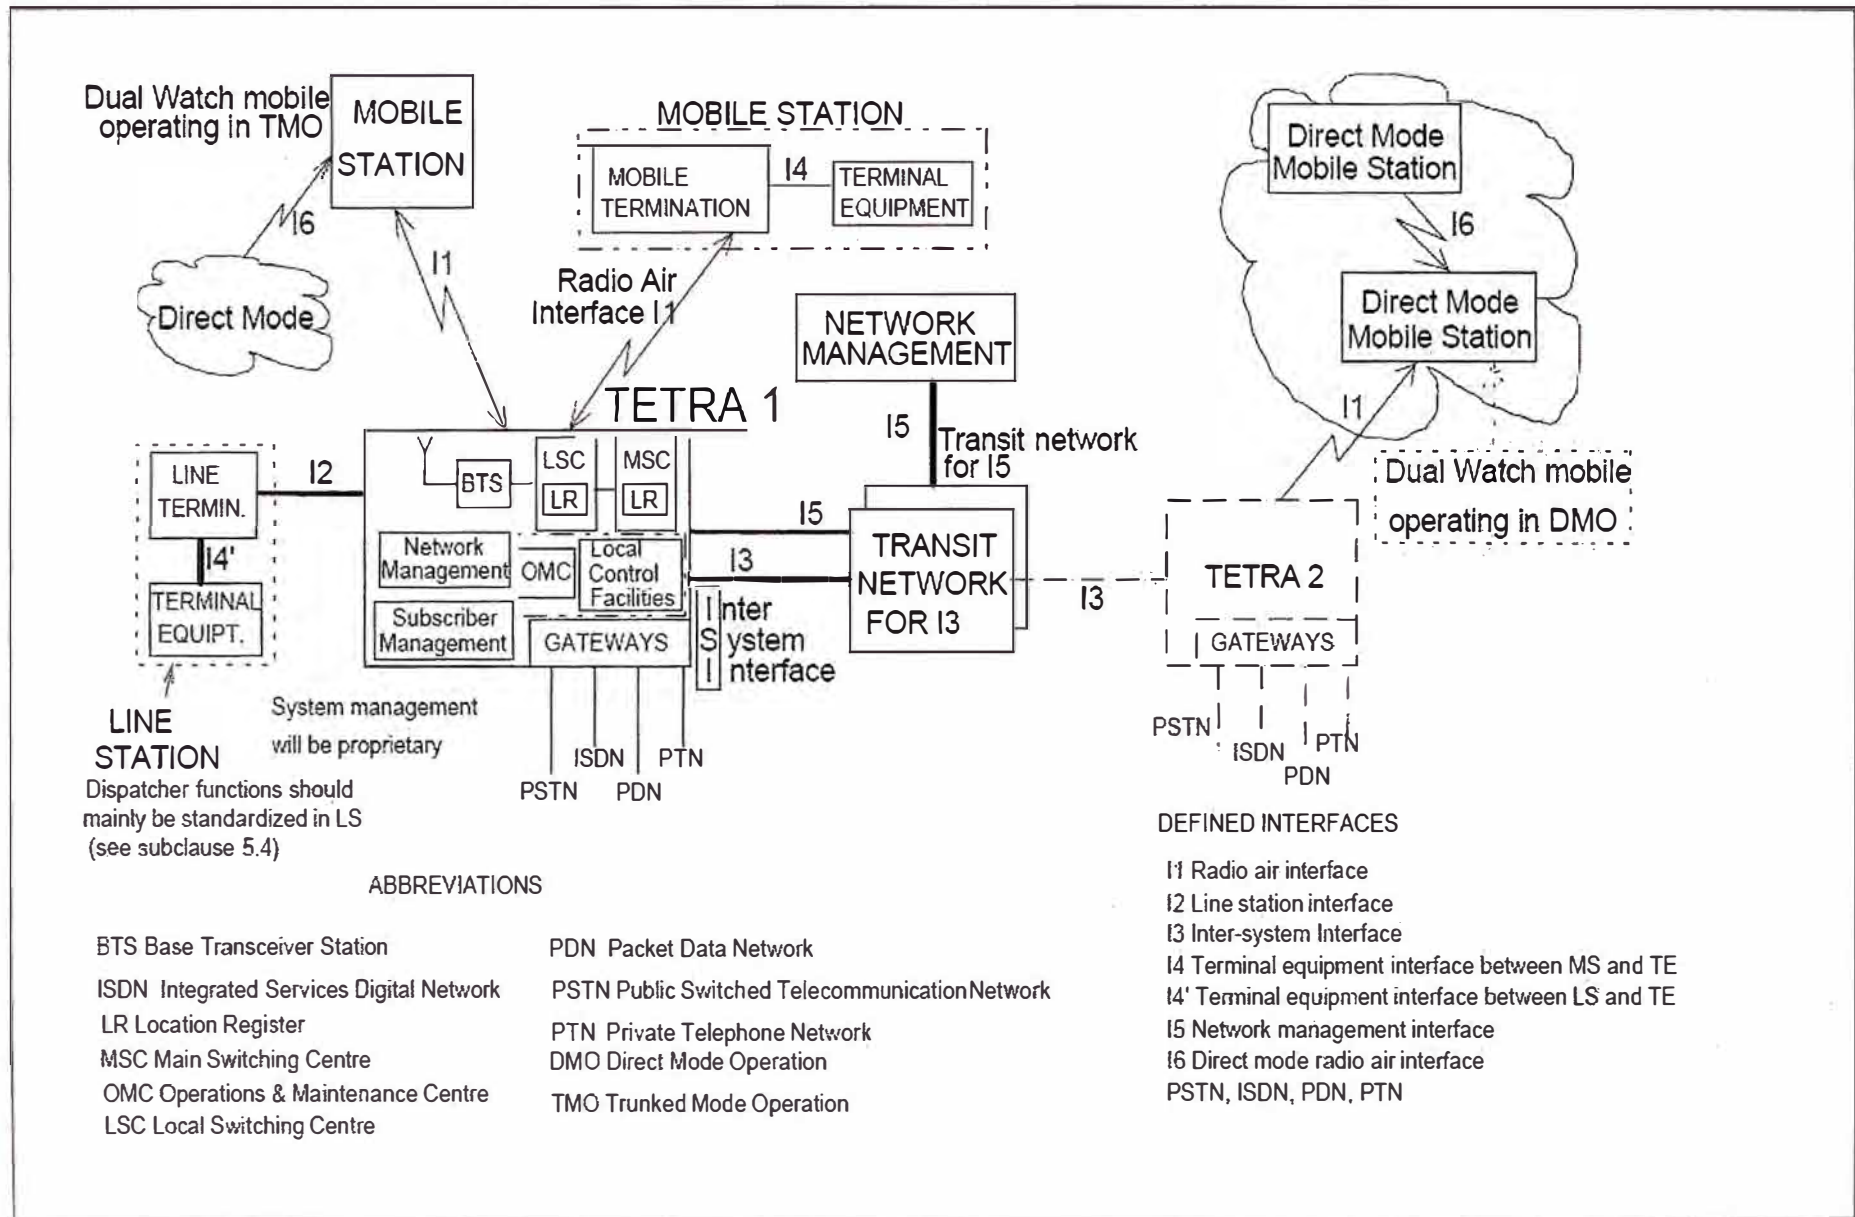 Dual Watch mobile
operating in TMO
MOBILE
STATION
I6
Direct Mode
I1
MOBILE STATION
MOBILE
TERMINATION
I4
TERMINAL
EQUIPMENT
Radio Air
Interface I1
NETWORK
MANAGEMENT
I5
Transit network
for I5
Direct Mode
Mobile Station
I6
Direct Mode
Mobile Station
I1
Dual Watch mobile
operating in DMO
TETRA 1
LINE
TERMIN.
I2
I4'
TERMINAL
EQUIPT.
BTS
LSC
LR
MSC
LR
Network
Management
OMC
Local
Control
Facilities
Subscriber
Management
GATEWAYS
I5
I3
Inter
System
Interface
TRANSIT
NETWORK
FOR I3
I3
TETRA 2
GATEWAYS
PSTN
ISDN
PDN
PTN
LINE
STATION
System management
will be proprietary
Dispatcher functions should
mainly be standardized in LS
(see subclause 5.4)
PSTN
ISDN
PDN
PTN
ABBREVIATIONS
BTS Base Transceiver Station
ISDN Integrated Services Digital Network
LR Location Register
MSC Main Switching Centre
OMC Operations & Maintenance Centre
LSC Local Switching Centre
PDN Packet Data Network
PSTN Public Switched Telecommunication Network
PTN Private Telephone Network
DMO Direct Mode Operation
TMO Trunked Mode Operation
DEFINED INTERFACES
I1 Radio air interface
I2 Line station interface
I3 Inter-system Interface
I4 Terminal equipment interface between MS and TE
I4' Terminal equipment interface between LS and TE
I5 Network management interface
I6 Direct mode radio air interface
PSTN, ISDN, PDN, PTN